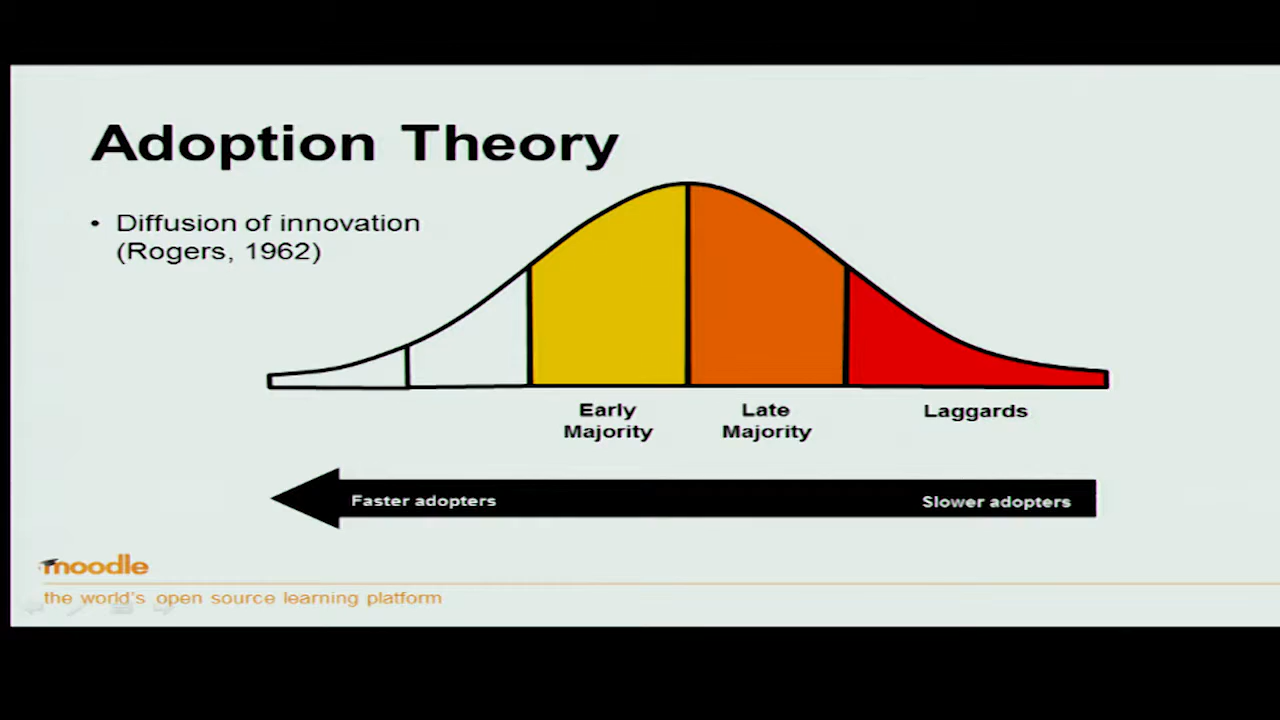 Adoption Theory
• Diffusion of innovation
(Rogers, 1962)
Early
Majority
Late
Majority
Laggards
Faster adopters
Slower adopters
moodle
the world's open source learning platform